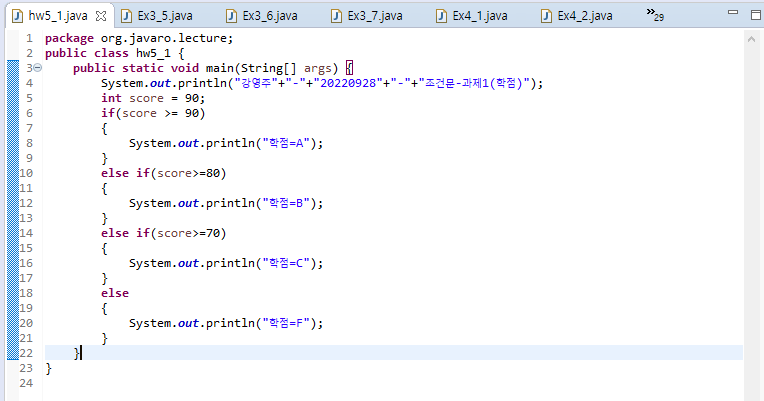 hw5_1.java Ex3_5.java Ex3_6.java Ex3_7.java Ex4_1.java Ex4_2.java »29
1 package org.javaro.lecture;
2 public class hw5_1 {
3 public static void main(String[] args) {
4 System.out.println("강영주"+"-"+"20220928"+"-"+"조건문-과제1(학점)");
5 int score = 90;
6 if(score >= 90)
7 {
8 System.out.println("학점=A");
9 }
10 else if(score>=80)
11 {
12 System.out.println("학점=B");
13 }
14 else if(score>=70)
15 {
16 System.out.println("학점=C");
17 }
18 else
19 {
20 System.out.println("학점=F");
21 }
22 }
23 }
24